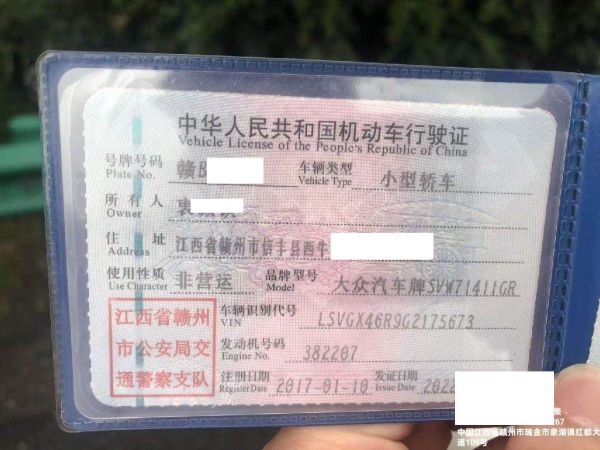 中华人民共和国机动车行驶证
Vehicle License of the People's Republic of China
号牌号码 赣B 车辆类型 小型轿车
Plate No. Vehicle Type
所有人
Owner
住址 江西省赣州市信丰县西牛
Address
使用性质 非营运 品牌型号 大众汽车牌SVW71411GR
Use Character Model
江西省赣州 车辆识别代号 LSVGX46R9G2175673
VIN
市公安局交 发动机号码 382207
Engine No.
通警察支队 注册日期 2017-01-10 发证日期 2022
Register Date Issue Date
267
中国江西省赣州市瑞金市象湖镇红都大
道109号